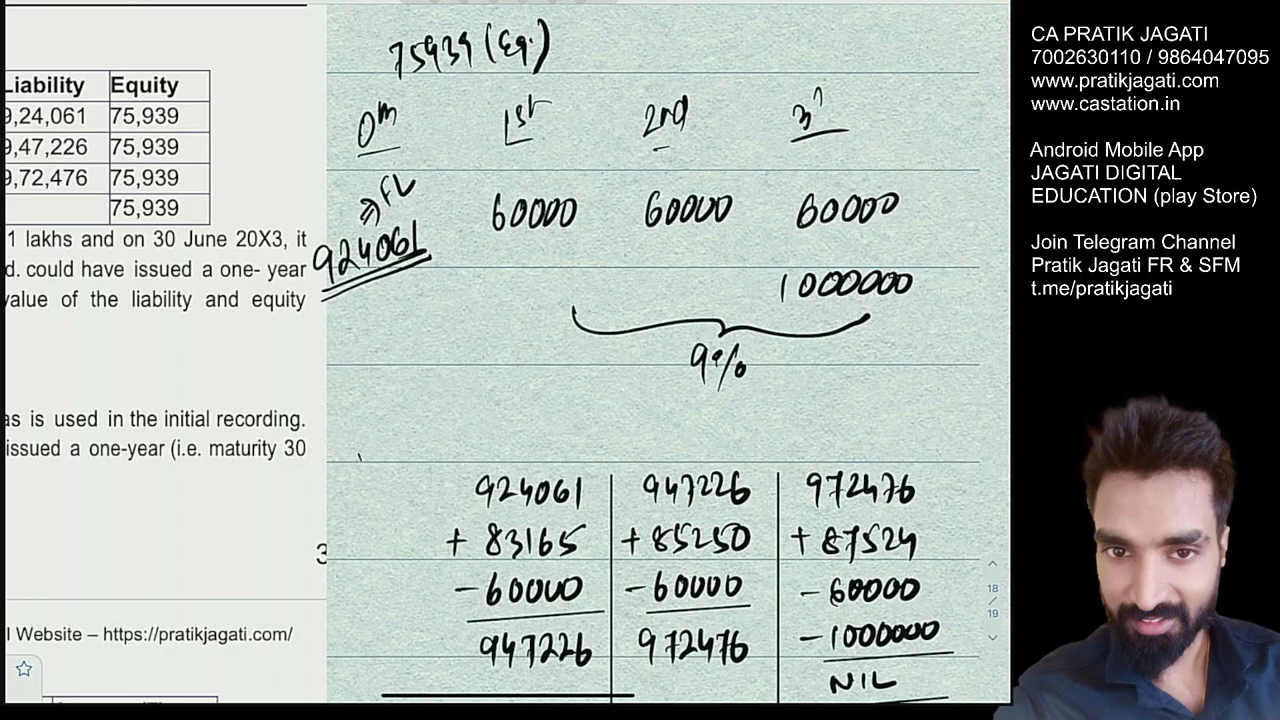 Liability Equity
9,24,061 75,939
9,47,226 75,939
9,72,476 75,939
75,939
1 lakhs and on 30 June 20X3, it
d. could have issued a one- year
value of the liability and equity
as is used in the initial recording.
issued a one-year (i.e. maturity 30
3
l Website – https://pratikjagati.com/
75939 (Eq.)
0th 1st 2nd 3rd
FL
924061
60000 60000 60000
1000000
9%
924061 947226 972476
+ 83165 + 85250 + 87524
- 60000 - 60000 - 60000
947226 972476 - 1000000
NIL
18
/
19
CA PRATIK JAGATI
7002630110 / 9864047095
www.pratikjagati.com
www.castation.in
Android Mobile App
JAGATI DIGITAL
EDUCATION (play Store)
Join Telegram Channel
Pratik Jagati FR & SFM
t.me/pratikjagati